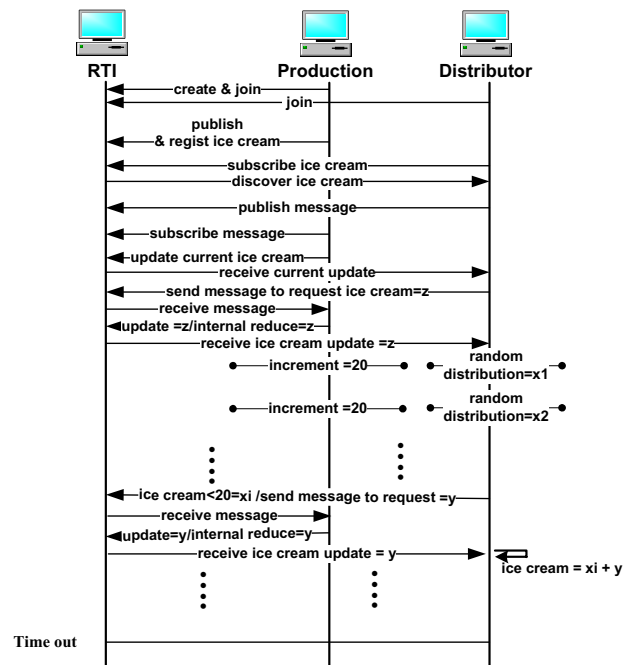 RTI
Production
Distributor
create & join
join
publish
& regist ice cream
subscribe ice cream
discover ice cream
publish message
subscribe message
update current ice cream
receive current update
send message to request ice cream=z
receive message
update =z/internal reduce=z
receive ice cream update =z
increment =20
random
distribution=x1
increment =20
random
distribution=x2
ice cream<20=xi /send message to request =y
receive message
update=y/internal reduce=y
receive ice cream update = y
ice cream = xi + y
Time out